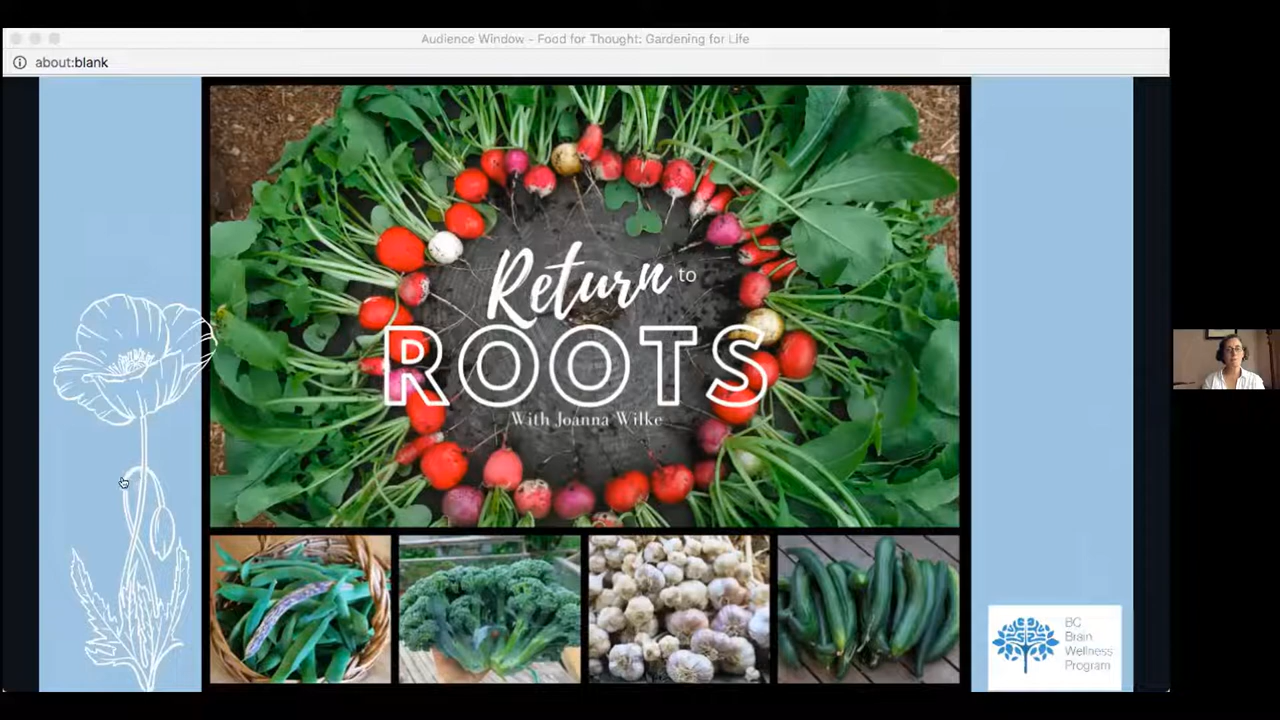 Audience Window - Food for Thought: Gardening for Life
about:blank
Return to
ROOTS
With Joanna Wilke
BC
Brain
Wellness
Program